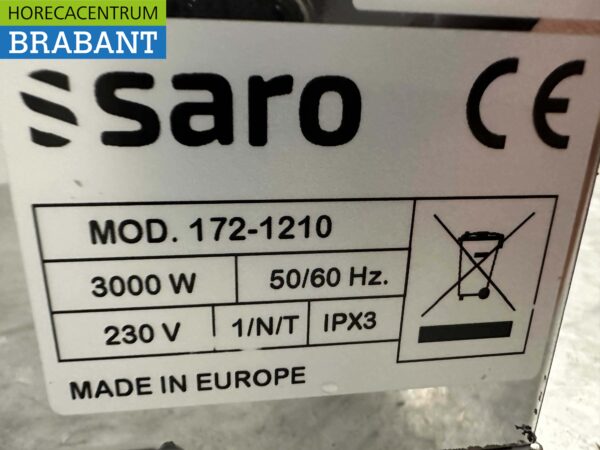 HORECACENTRUM
BRABANT
saro CE
MOD. 172-1210
3000 W 50/60 Hz.
230 V 1/N/T IPX3
MADE IN EUROPE